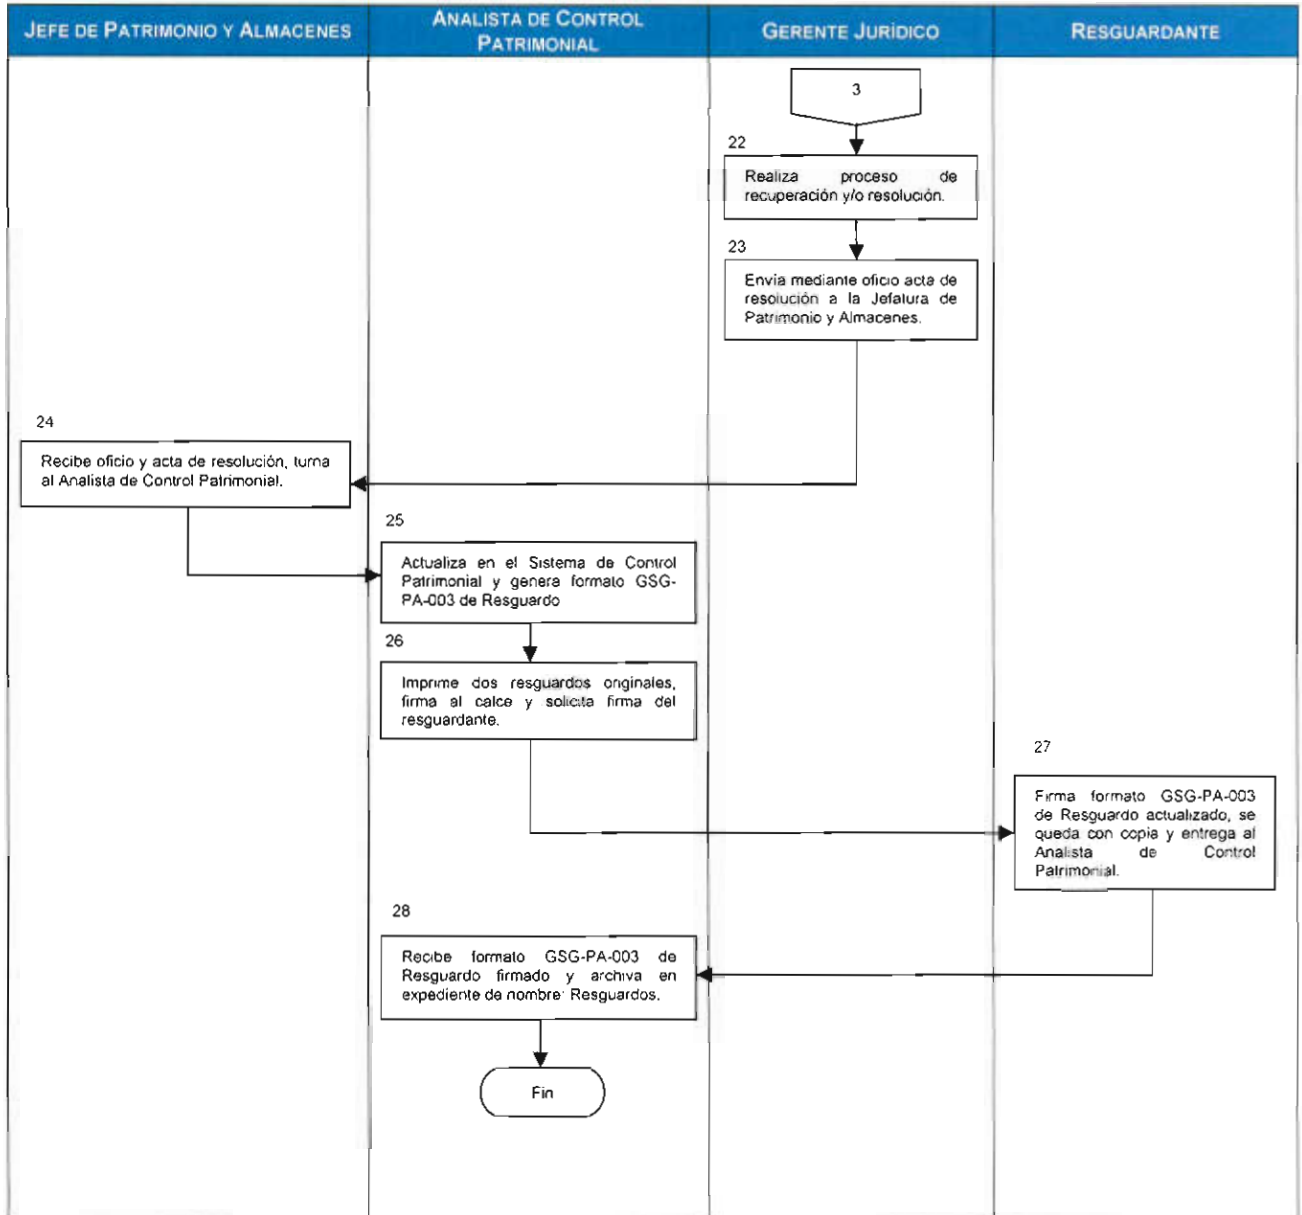 JEFE DE PATRIMONIO Y ALMACENES
ANALISTA DE CONTROL
PATRIMONIAL
GERENTE JURÍDICO
RESGUARDANTE
3
22
Realiza proceso de
recuperación y/o resolución.
23
Envía mediante oficio acta de
resolución a la Jefatura de
Patrimonio y Almacenes.
24
Recibe oficio y acta de resolución, turna
al Analista de Control Patrimonial.
25
Actualiza en el Sistema de Control
Patrimonial y genera formato GSG-
PA-003 de Resguardo
26
Imprime dos resguardos originales,
firma al calce y solicita firma del
resguardante.
27
Firma formato GSG-PA-003
de Resguardo actualizado, se
queda con copia y entrega al
Analista de Control
Patrimonial.
28
Recibe formato GSG-PA-003 de
Resguardo firmado y archiva en
expediente de nombre: Resguardos.
Fin